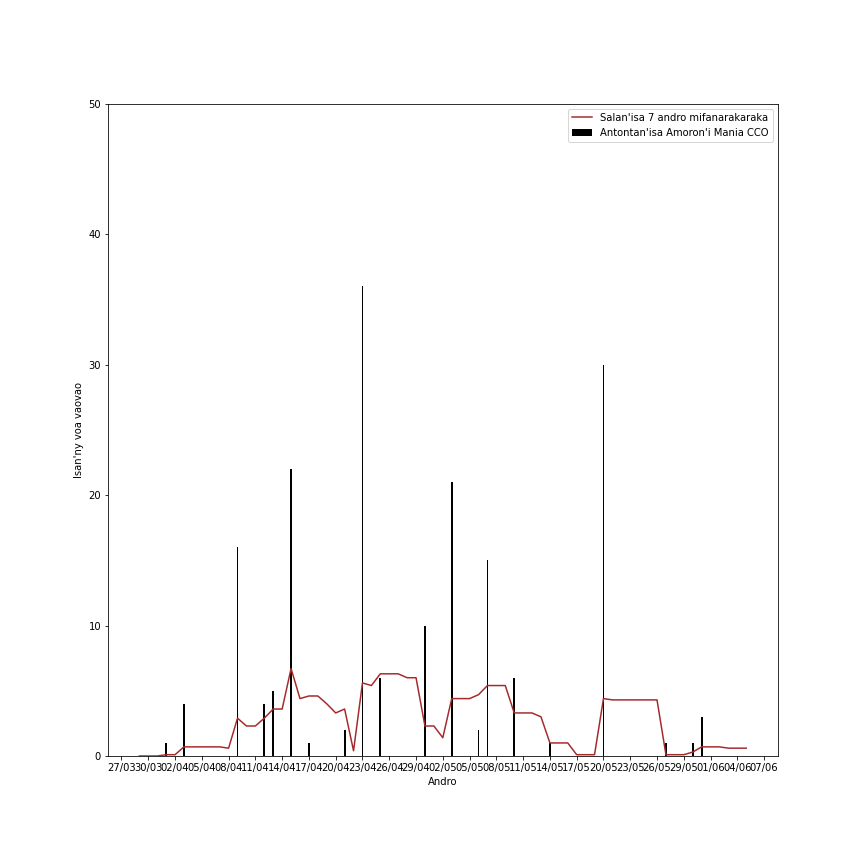 Salan'isa 7 andro mifanarakaraka
Antontan'isa Amoron'i Mania CCO
50
40
30
20
10
0
Isan'ny voa vaovao
27/03 30/03 02/04 05/04 08/04 11/04 14/04 17/04 20/04 23/04 26/04 29/04 02/05 05/05 08/05 11/05 14/05 17/05 20/05 23/05 26/05 29/05 01/06 04/06 07/06
Andro